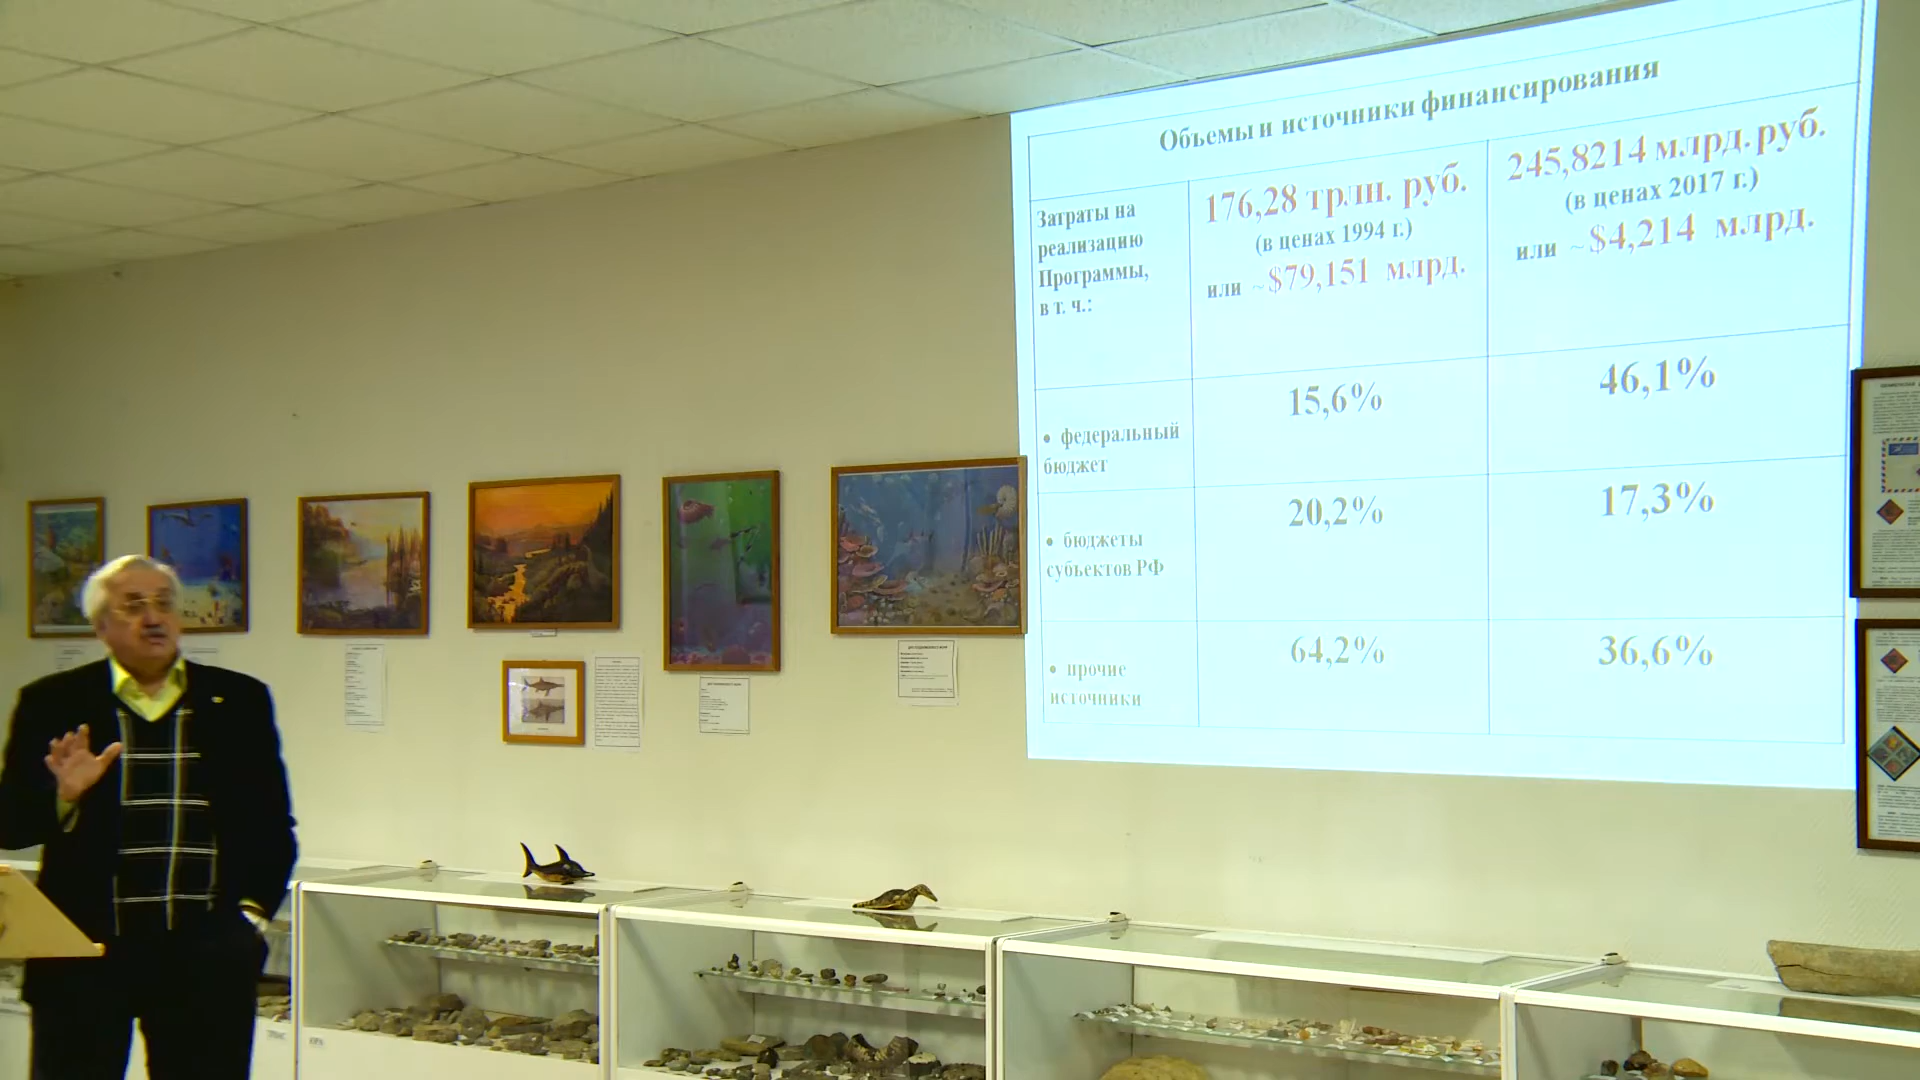 Объемы и источники финансирования
Затраты на
реализацию
Программы,
в т. ч.:
176,28 трлн. руб.
(в ценах 1994 г.)
или ~$79,151 млрд.
245,8214 млрд. руб.
(в ценах 2017 г.)
или ~$4,214 млрд.
• федеральный
бюджет
15,6%
46,1%
• бюджеты
субъектов РФ
20,2%
17,3%
• прочие
источники
64,2%
36,6%